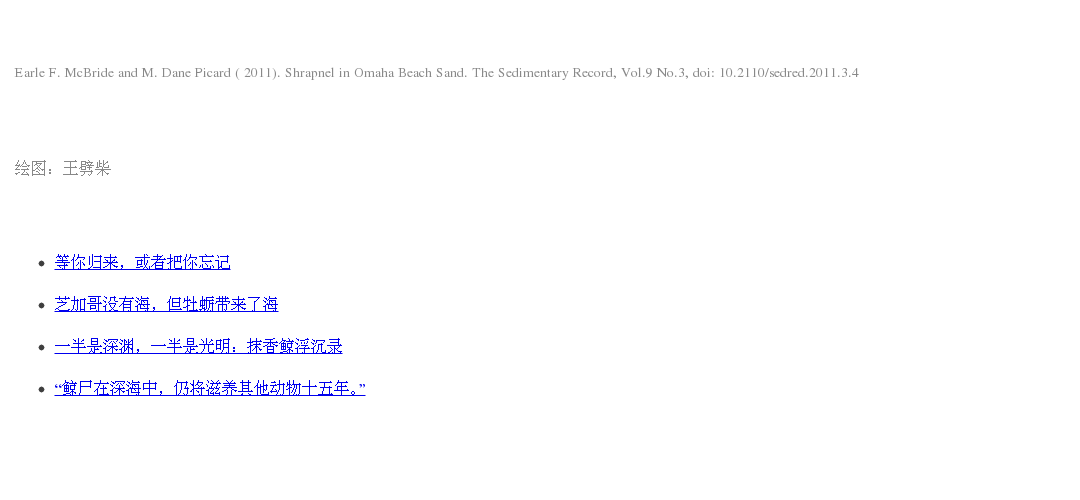 Earle F. McBride and M. Dane Picard ( 2011). Shrapnel in Omaha Beach Sand. The Sedimentary Record, Vol.9 No.3, doi: 10.2110/sedred.2011.3.4
绘图：王劈柴
等你归来，或者把你忘记
芝加哥没有海，但牡蛎带来了海
一半是深渊，一半是光明：抹香鲸浮沉录
“鲸尸在深海中，仍将滋养其他动物十五年。”